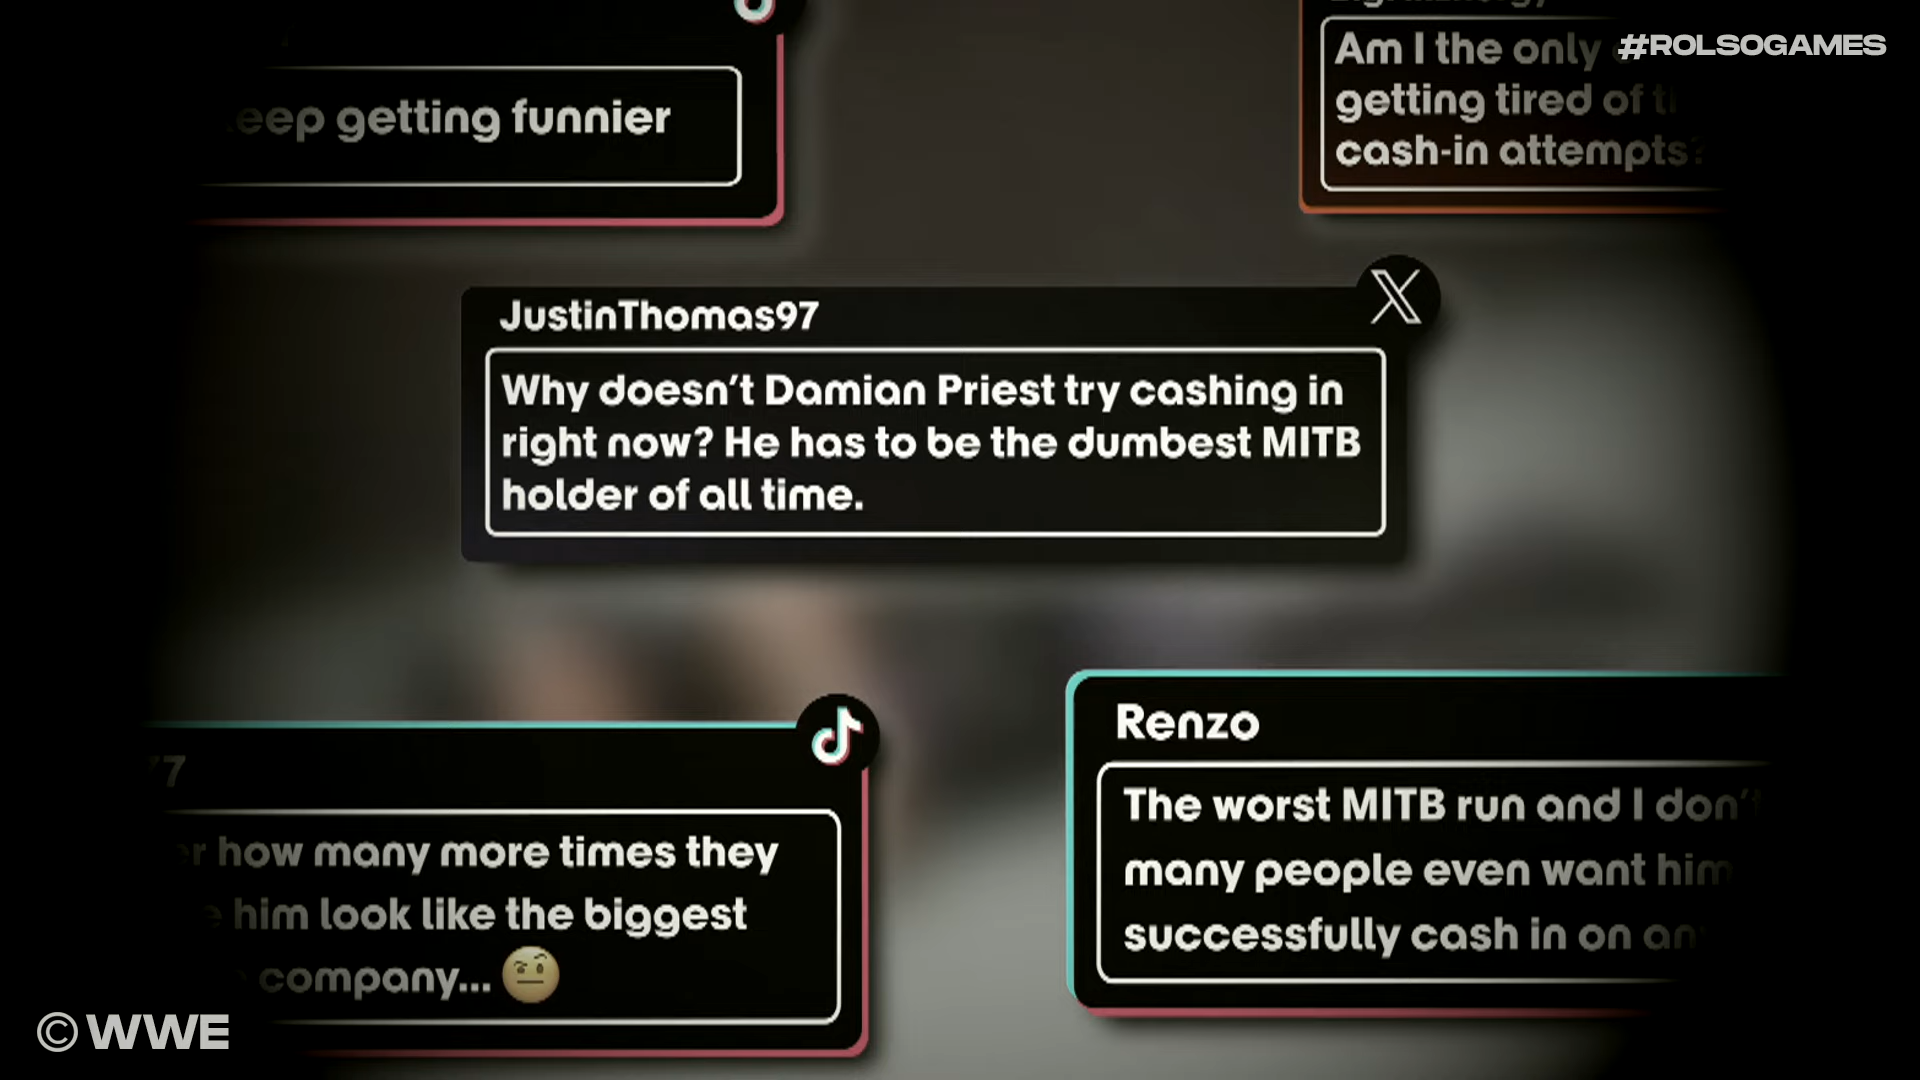 #ROLSOGAMES
getting funnier
Am I the only
getting tired of
cash-in attempts?
JustinThomas97
Why doesn't Damian Priest try cashing in
right now? He has to be the dumbest MITB
holder of all time.
how many more times they
him look like the biggest
company...
Renzo
The worst MITB run and I don't
many people even want him
successfully cash in on
© WWE